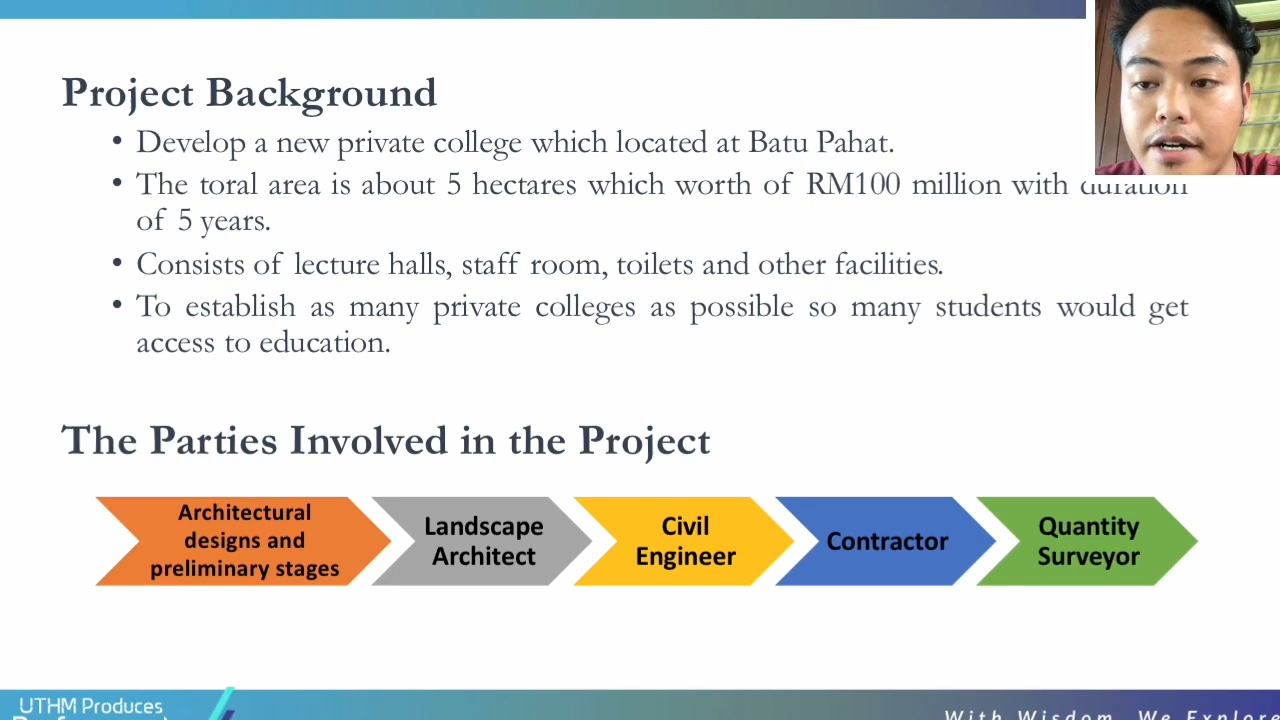 Project Background
• Develop a new private college which located at Batu Pahat.
• The toral area is about 5 hectares which worth of RM100 million with duration
of 5 years.
• Consists of lecture halls, staff room, toilets and other facilities.
• To establish as many private colleges as possible so many students would get
access to education.
The Parties Involved in the Project
Architectural
designs and
preliminary stages
Landscape
Architect
Civil
Engineer
Contractor
Quantity
Surveyor
UTHM Produces
With Wisdom, We Explore